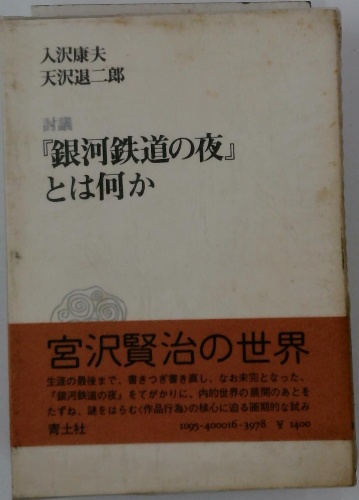 入沢康夫
天沢退二郎
討議
『銀河鉄道の夜』
とは何か
宮沢賢治の世界
生涯の最後まで、書きつぎ書き直し、なお未完となった、
『銀河鉄道の夜』をてがかりに、内的世界の展開のあとを
たずね、謎をはらむ〈作品行為〉の核心に迫る画期的な試み
青土社 1095-400016-3978 ¥ 1400